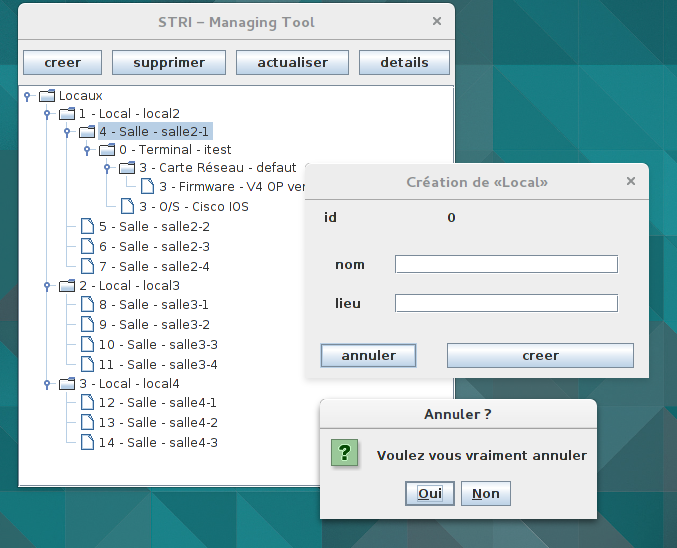 STRI – Managing Tool
creer supprimer actualiser details
Locaux
1 - Local - local2
4 - Salle - salle2-1
0 - Terminal - itest
3 - Carte Réseau - defaut
3 - Firmware - V4 OP
3 - O/S - Cisco IOS
5 - Salle - salle2-2
6 - Salle - salle2-3
7 - Salle - salle2-4
2 - Local - local3
8 - Salle - salle3-1
9 - Salle - salle3-2
10 - Salle - salle3-3
11 - Salle - salle3-4
3 - Local - local4
12 - Salle - salle4-1
13 - Salle - salle4-2
14 - Salle - salle4-3
Création de «Local»
id 0
nom
lieu
annuler creer
Annuler ?
? Voulez vous vraiment annuler
Oui Non